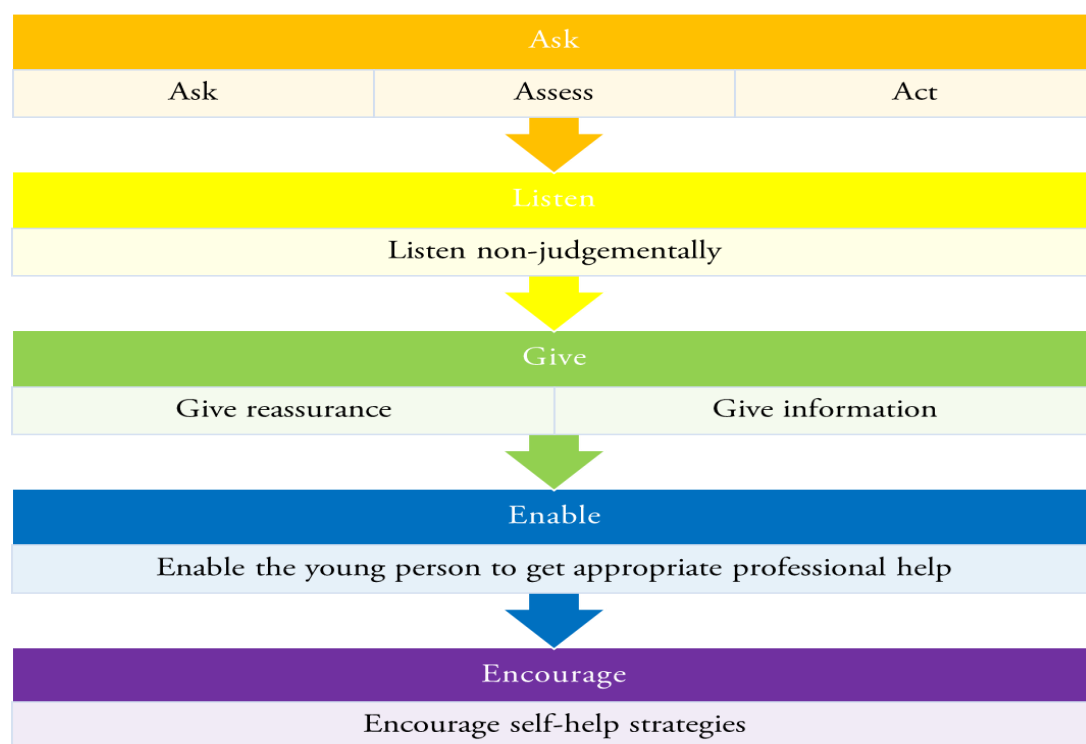 Ask
Ask Assess Act
Listen
Listen non-judgementally
Give
Give reassurance Give information
Enable
Enable the young person to get appropriate professional help
Encourage
Encourage self-help strategies